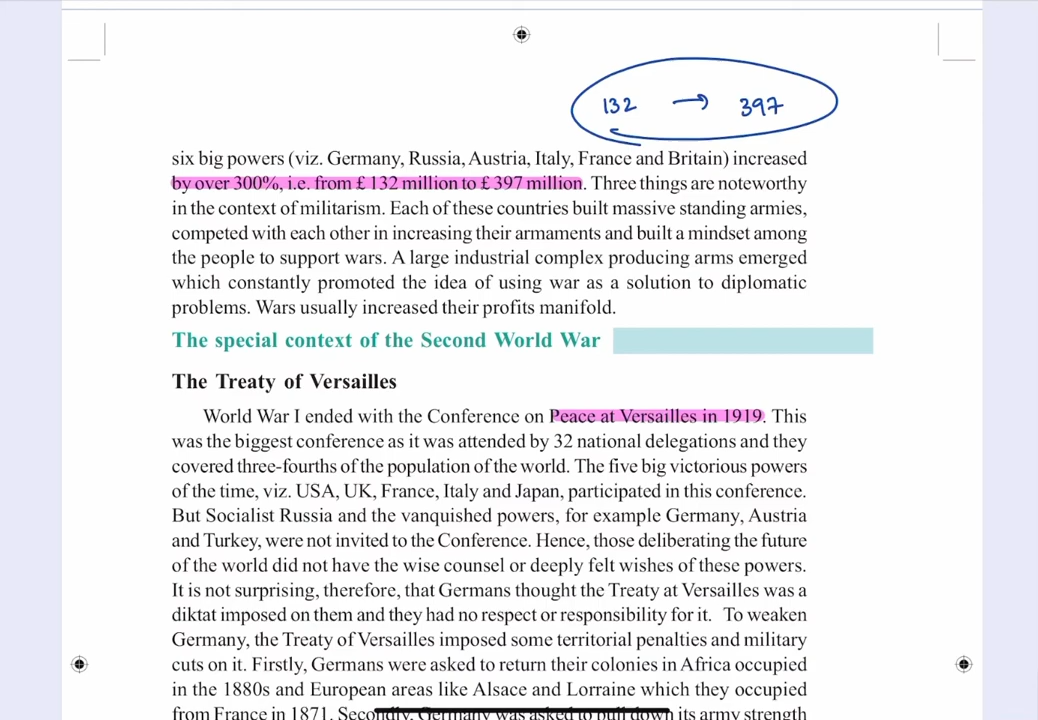 132 → 397
six big powers (viz. Germany, Russia, Austria, Italy, France and Britain) increased
by over 300%, i.e. from £ 132 million to £ 397 million. Three things are noteworthy
in the context of militarism. Each of these countries built massive standing armies,
competed with each other in increasing their armaments and built a mindset among
the people to support wars. A large industrial complex producing arms emerged
which constantly promoted the idea of using war as a solution to diplomatic
problems. Wars usually increased their profits manifold.
The special context of the Second World War
The Treaty of Versailles
World War I ended with the Conference on Peace at Versailles in 1919. This
was the biggest conference as it was attended by 32 national delegations and they
covered three-fourths of the population of the world. The five big victorious powers
of the time, viz. USA, UK, France, Italy and Japan, participated in this conference.
But Socialist Russia and the vanquished powers, for example Germany, Austria
and Turkey, were not invited to the Conference. Hence, those deliberating the future
of the world did not have the wise counsel or deeply felt wishes of these powers.
It is not surprising, therefore, that Germans thought the Treaty at Versailles was a
diktat imposed on them and they had no respect or responsibility for it. To weaken
Germany, the Treaty of Versailles imposed some territorial penalties and military
cuts on it. Firstly, Germans were asked to return their colonies in Africa occupied
in the 1880s and European areas like Alsace and Lorraine which they occupied
from France in 1871. Secondly, Germany was asked to pull down its army strength